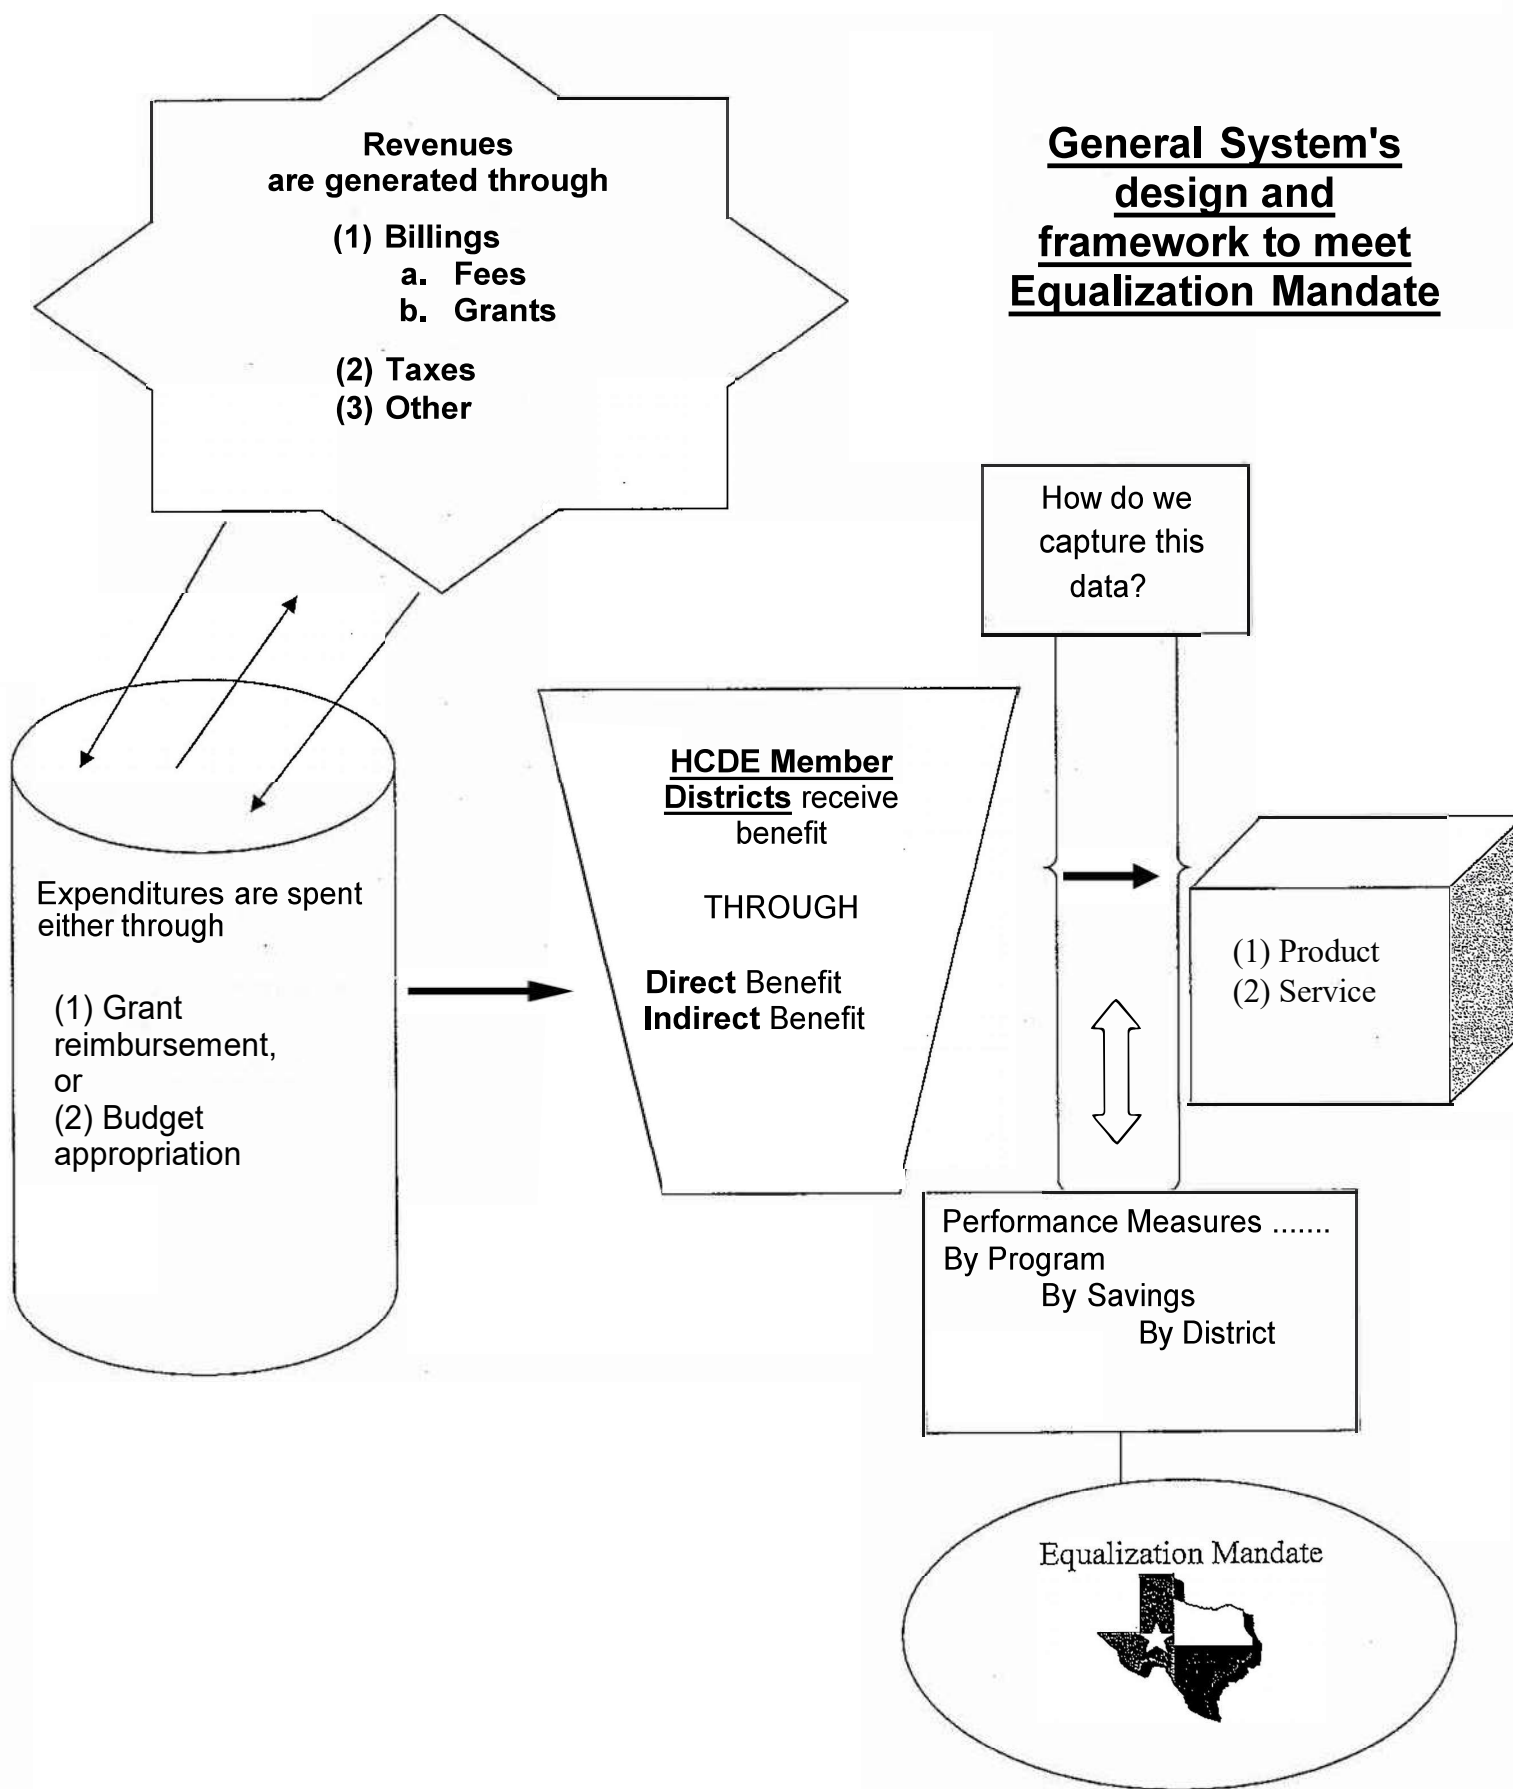 Revenues
are generated through
(1) Billings
a. Fees
b. Grants
(2) Taxes
(3) Other
General System's
design and
framework to meet
Equalization Mandate
How do we
capture this
data?
Expenditures are spent
either through
(1) Grant
reimbursement,
or
(2) Budget
appropriation
HCDE Member
Districts receive
benefit
THROUGH
Direct Benefit
Indirect Benefit
(1) Product
(2) Service
Performance Measures .......
By Program
By Savings
By District
Equalization Mandate